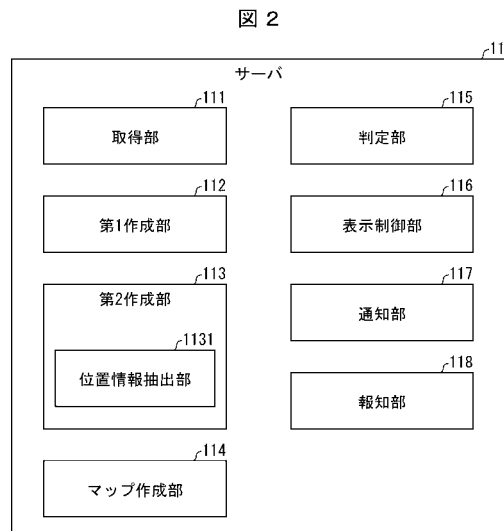 図 2
11
サーバ
111
取得部
112
第1作成部
113
第2作成部
1131
位置情報抽出部
114
マップ作成部
115
判定部
116
表示制御部
117
通知部
118
報知部